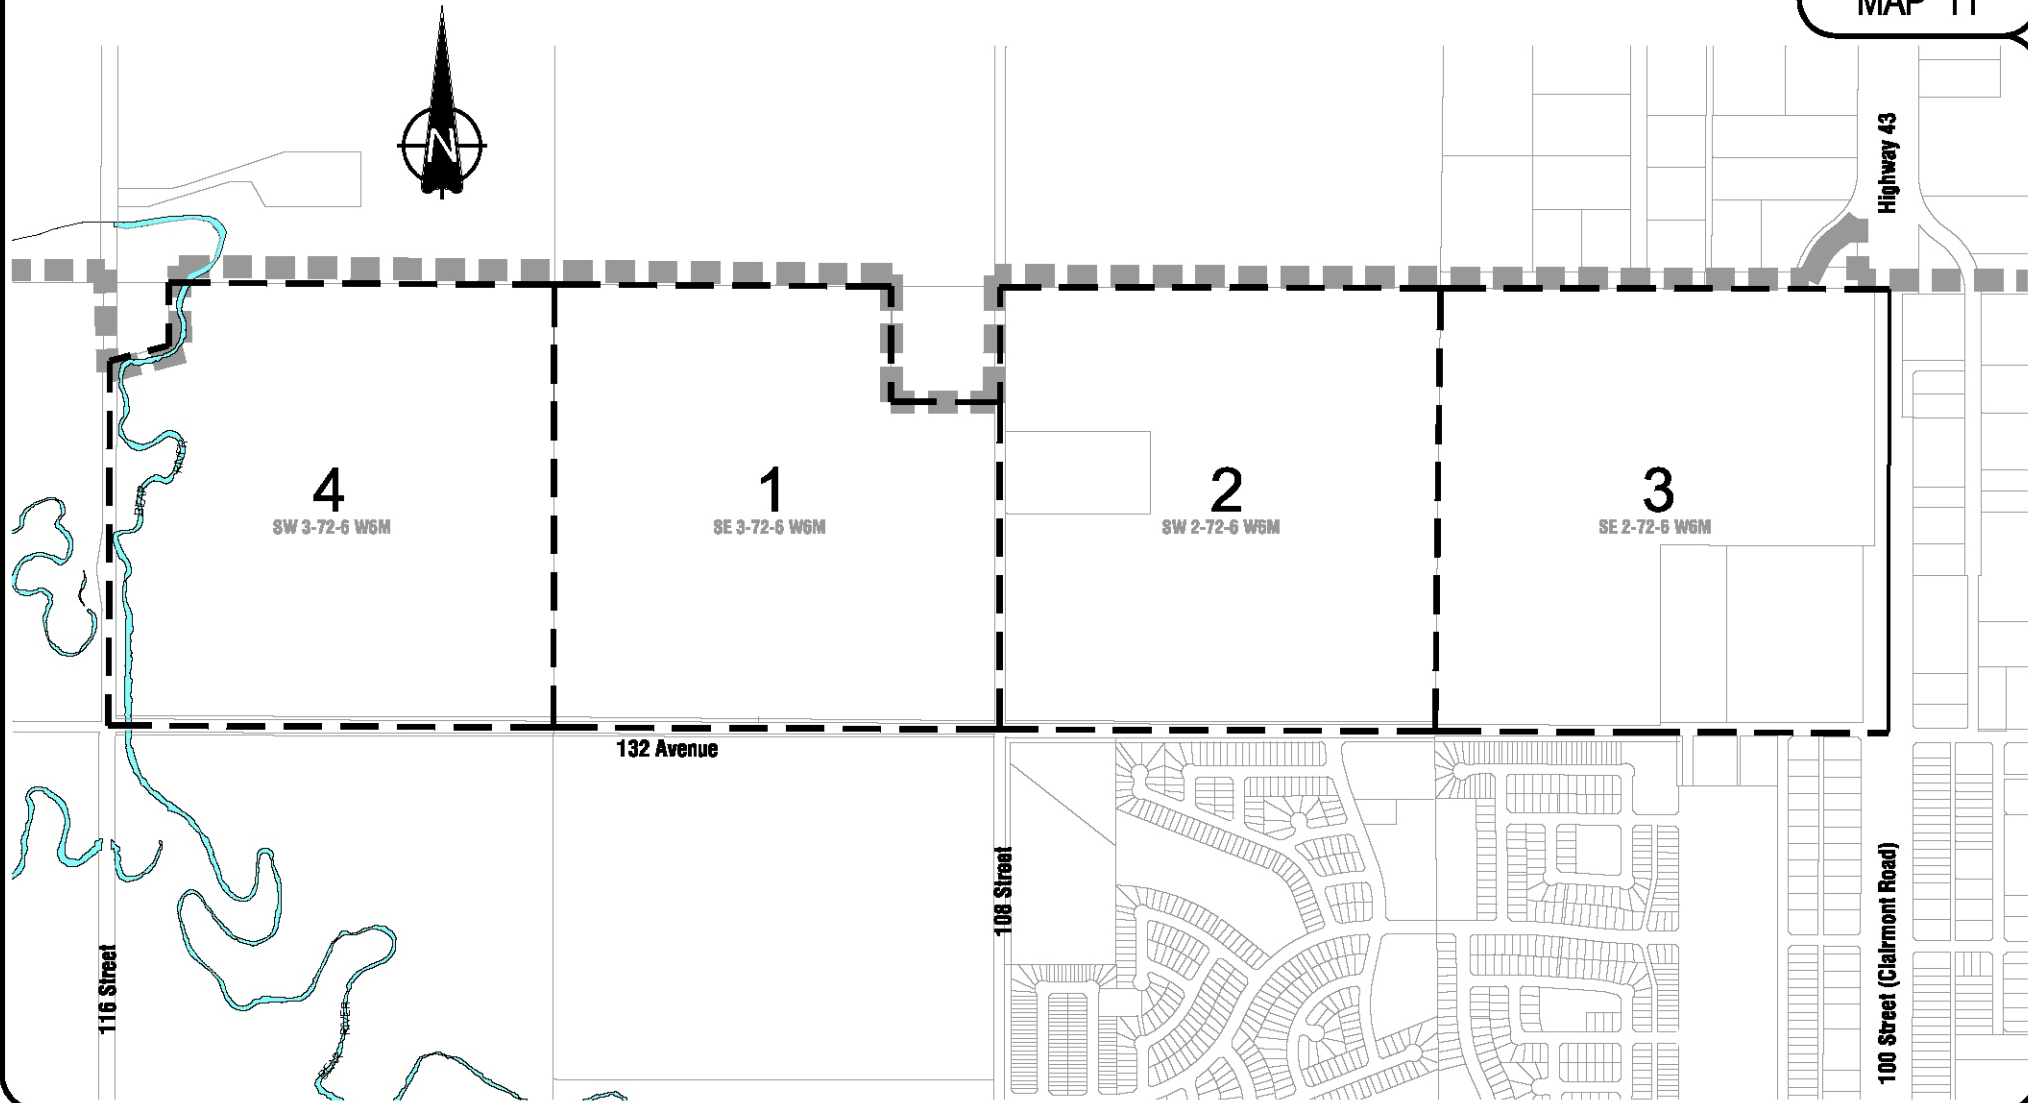 MAP 11
N
Highway 43
4
SW 3-72-6 W6M
1
SE 3-72-6 W6M
2
SW 2-72-6 W6M
3
SE 2-72-6 W6M
132 Avenue
108 Street
116 Street
100 Street (Clairmont Road)
RIVER